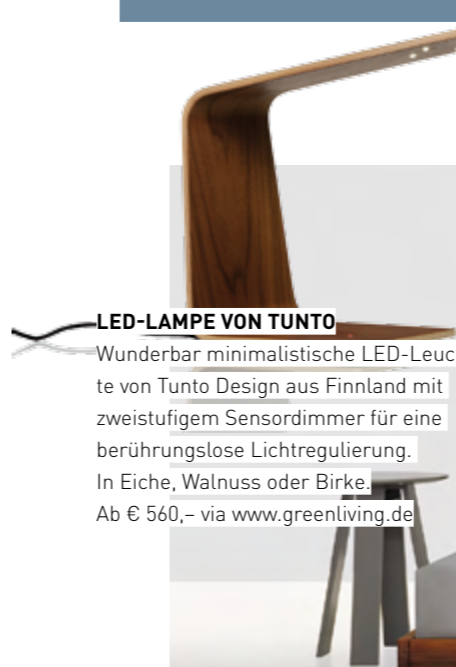 LED-LAMPE VON TUNTO
Wunderbar minimalistische LED-Leuc
te von Tunto Design aus Finnland mit
zweistufigem Sensordimmer für eine
berührungslose Lichtregulierung.
In Eiche, Walnuss oder Birke.
Ab € 560,– via www.greenliving.de